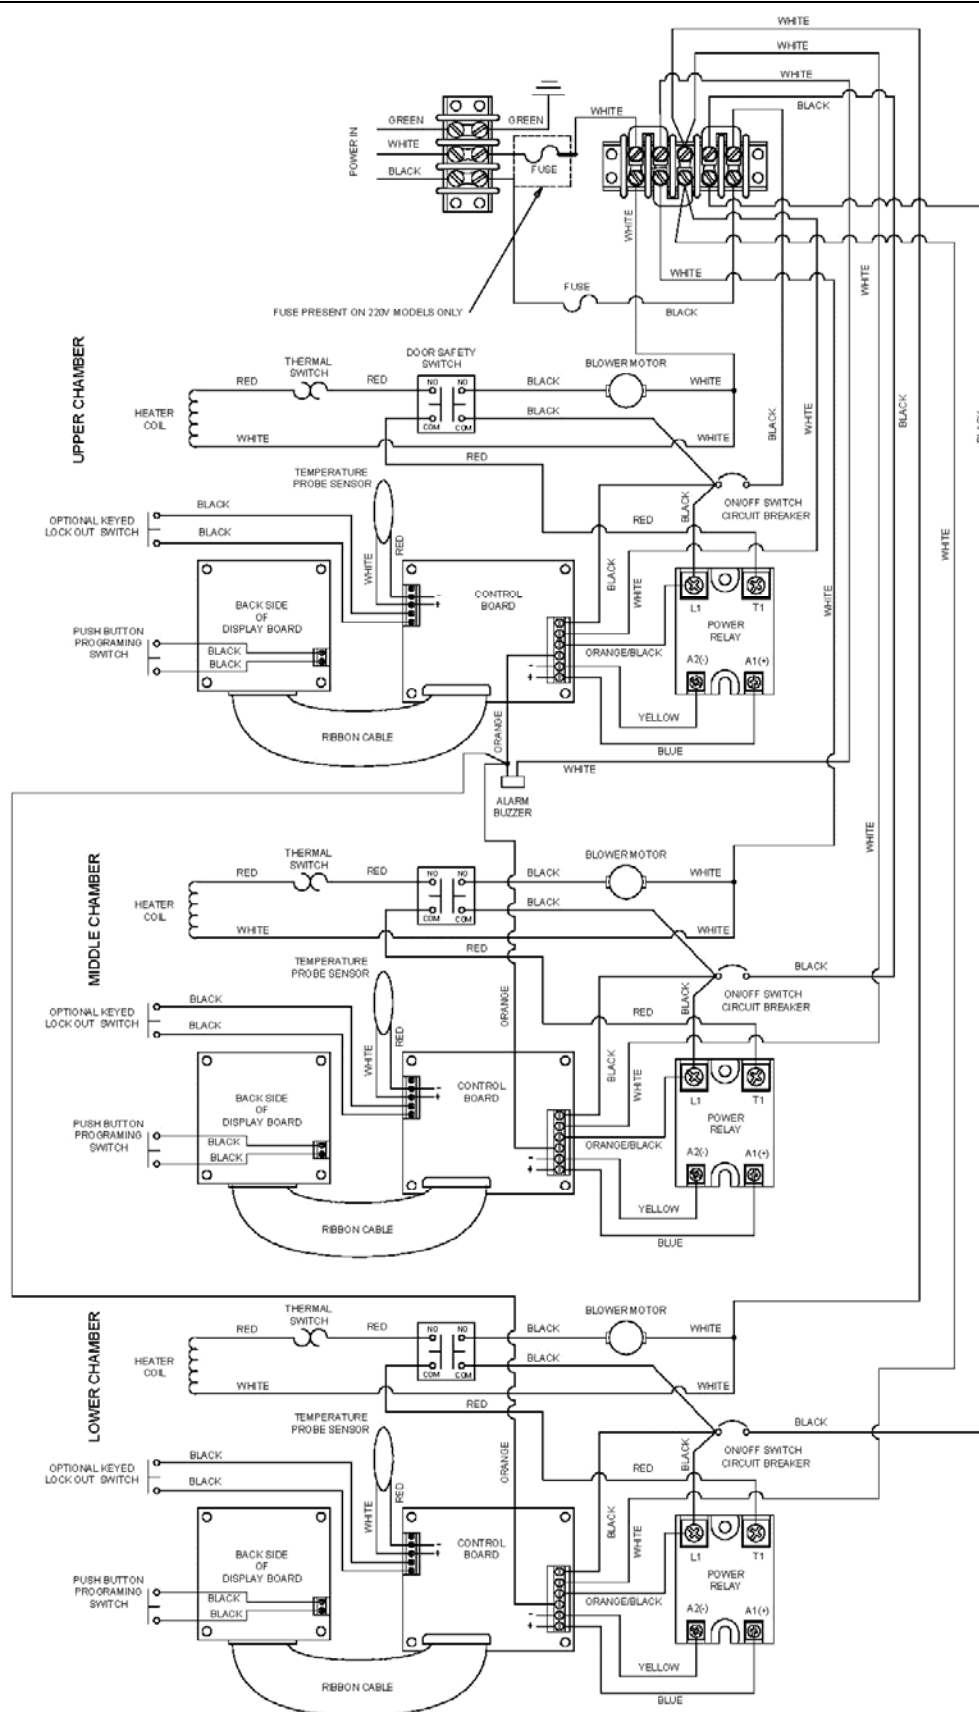 WHITE
WHITE
WHITE
BLACK
POWER IN
GREEN
WHITE
BLACK
GREEN
WHITE
FUSE
WHITE
WHITE
WHITE
FUSE
BLACK
FUSE PRESENT ON 220V MODELS ONLY
UPPER CHAMBER
HEATER
COIL
RED
THERMAL
SWITCH
RED
DOOR SAFETY
SWITCH
NO
NO
COM
COM
BLACK
BLOWER MOTOR
WHITE
BLACK
WHITE
WHITE
RED
BLACK
WHITE
BLACK
ON/OFF SWITCH
CIRCUIT BREAKER
TEMPERATURE
PROBE SENSOR
OPTIONAL KEYED
LOCK OUT SWITCH
BLACK
BLACK
WHITE
RED
RED
BLACK
BLACK
WHITE
WHITE
WHITE
BACK SIDE
OF
DISPLAY BOARD
CONTROL
BOARD
-
+
L1
T1
POWER
RELAY
A2(-)
A1(+)
PUSH BUTTON
PROGRAMING
SWITCH
BLACK
BLACK
ORANGE/BLACK
-
+
YELLOW
BLUE
RIBBON CABLE
ORANGE
WHITE
ALARM
BUZZER
WHITE
MIDDLE CHAMBER
HEATER
COIL
RED
THERMAL
SWITCH
RED
NO
NO
COM
COM
BLACK
BLOWER MOTOR
WHITE
BLACK
WHITE
WHITE
RED
BLACK
ON/OFF SWITCH
CIRCUIT BREAKER
TEMPERATURE
PROBE SENSOR
OPTIONAL KEYED
LOCK OUT SWITCH
BLACK
BLACK
WHITE
RED
ORANGE
RED
BLACK
BLACK
WHITE
BACK SIDE
OF
DISPLAY BOARD
CONTROL
BOARD
-
+
L1
T1
POWER
RELAY
A2(-)
A1(+)
PUSH BUTTON
PROGRAMING
SWITCH
BLACK
BLACK
ORANGE/BLACK
-
+
YELLOW
BLUE
RIBBON CABLE
LOWER CHAMBER
HEATER
COIL
RED
THERMAL
SWITCH
RED
NO
NO
COM
COM
BLACK
BLOWER MOTOR
WHITE
BLACK
WHITE
WHITE
RED
BLACK
ON/OFF SWITCH
CIRCUIT BREAKER
TEMPERATURE
PROBE SENSOR
OPTIONAL KEYED
LOCK OUT SWITCH
BLACK
BLACK
WHITE
RED
ORANGE
RED
BLACK
BLACK
WHITE
BACK SIDE
OF
DISPLAY BOARD
CONTROL
BOARD
-
+
L1
T1
POWER
RELAY
A2(-)
A1(+)
PUSH BUTTON
PROGRAMING
SWITCH
BLACK
BLACK
ORANGE/BLACK
-
+
YELLOW
BLUE
RIBBON CABLE